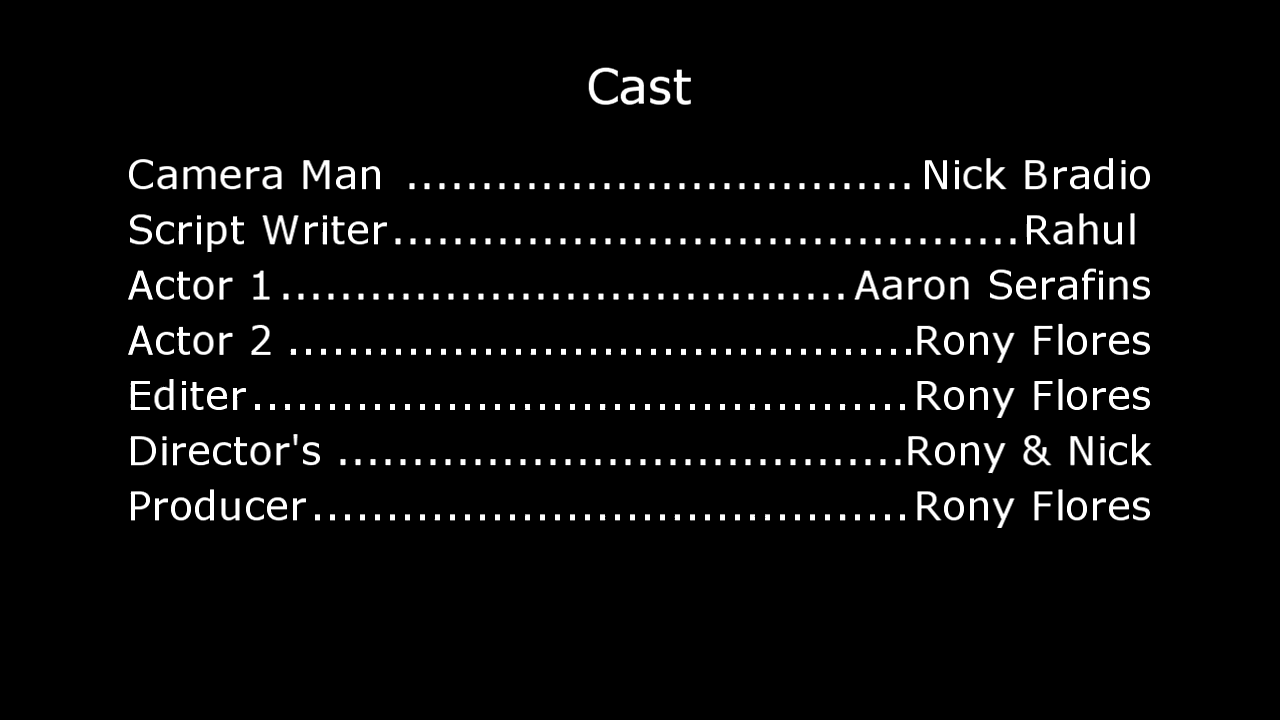 Cast
Camera Man .................................. Nick Bradio
Script Writer.......................................... Rahul
Actor 1...................................... Aaron Serafins
Actor 2 ..........................................Rony Flores
Editer............................................ Rony Flores
Director's ......................................Rony & Nick
Producer........................................ Rony Flores